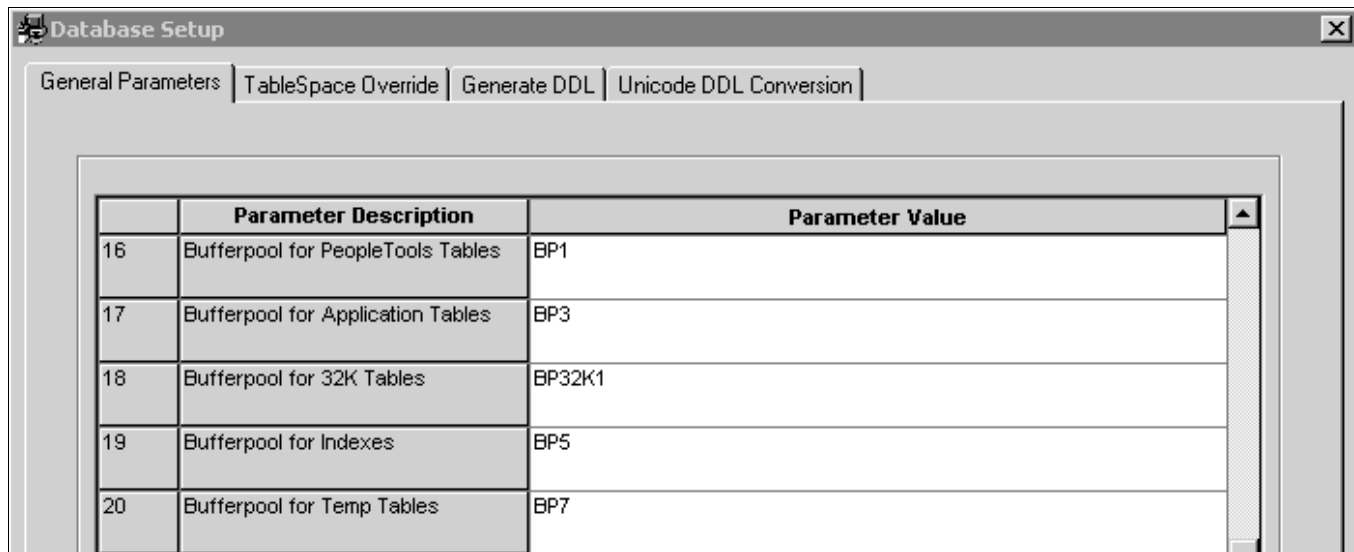 Database Setup
General Parameters TableSpace Override Generate DDL Unicode DDL Conversion
Parameter Description Parameter Value
16 Bufferpool for PeopleTools Tables BP1
17 Bufferpool for Application Tables BP3
18 Bufferpool for 32K Tables BP32K1
19 Bufferpool for Indexes BP5
20 Bufferpool for Temp Tables BP7